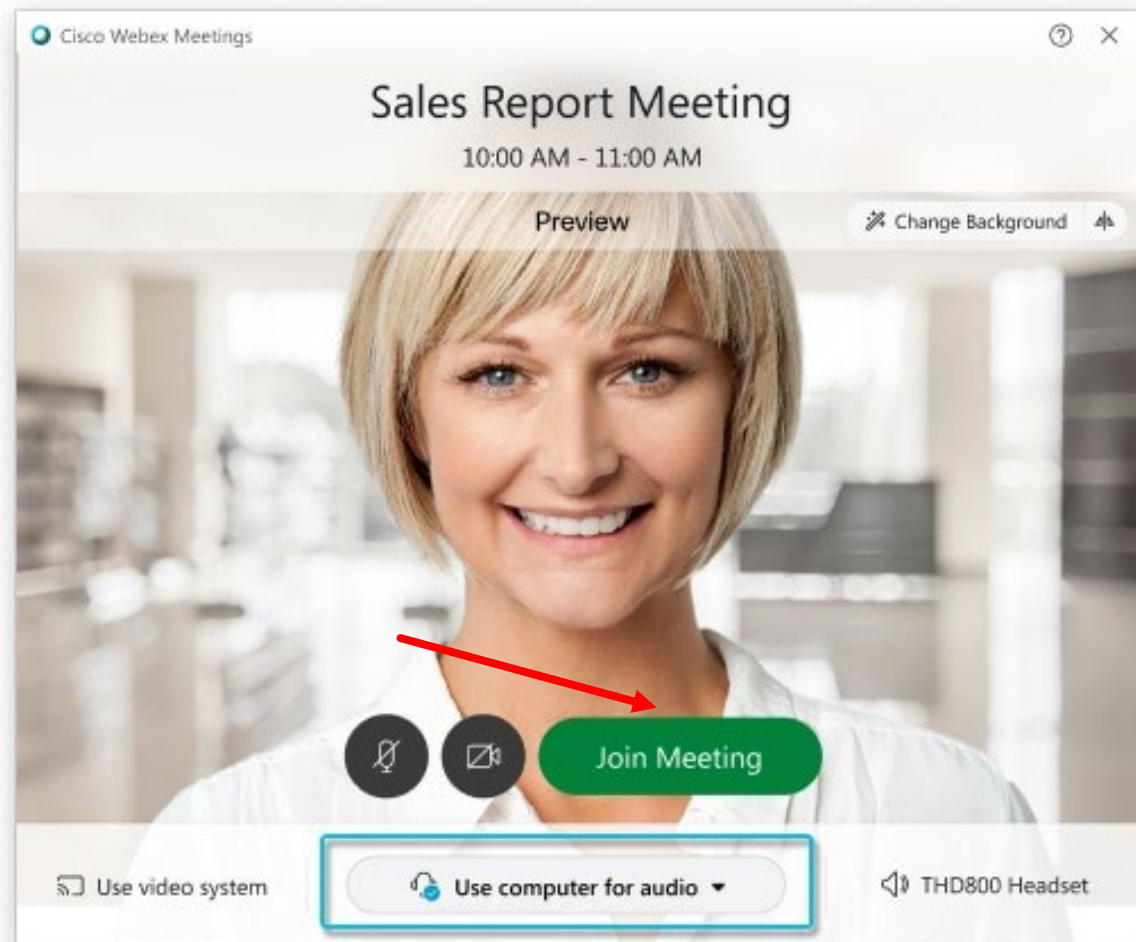 Cisco Webex Meetings
Sales Report Meeting
10:00 AM - 11:00 AM
Preview
Change Background
Join Meeting
Use video system
Use computer for audio
THD800 Headset